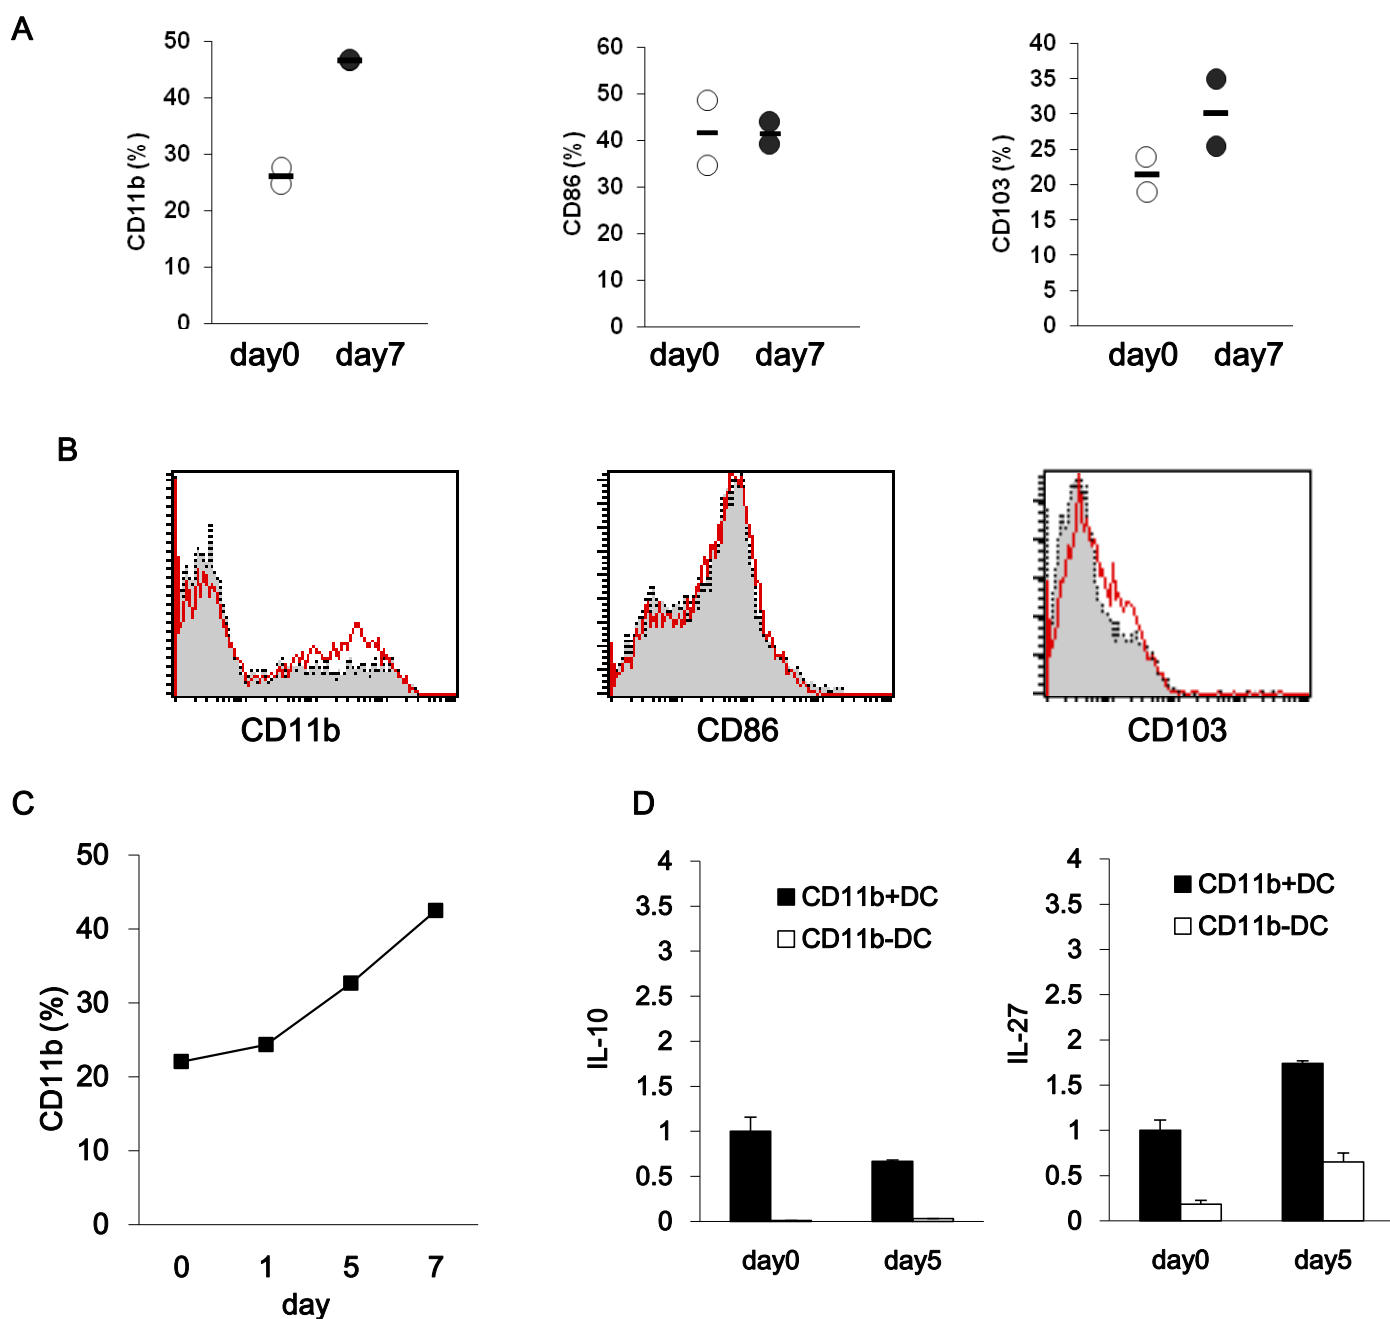 A
CD11b (%)
50
40
30
20
10
0
day0 day7
CD86 (%)
60
50
40
30
20
10
0
day0 day7
CD103 (%)
40
35
30
25
20
15
10
5
0
day0 day7
B
CD11b
CD86
CD103
C
CD11b (%)
50
40
30
20
10
0
0 1 5 7
day
D
IL-10
4
3.5
3
2.5
2
1.5
1
0.5
0
CD11b+DC
CD11b-DC
day0 day5
IL-27
4
3.5
3
2.5
2
1.5
1
0.5
0
CD11b+DC
CD11b-DC
day0 day5